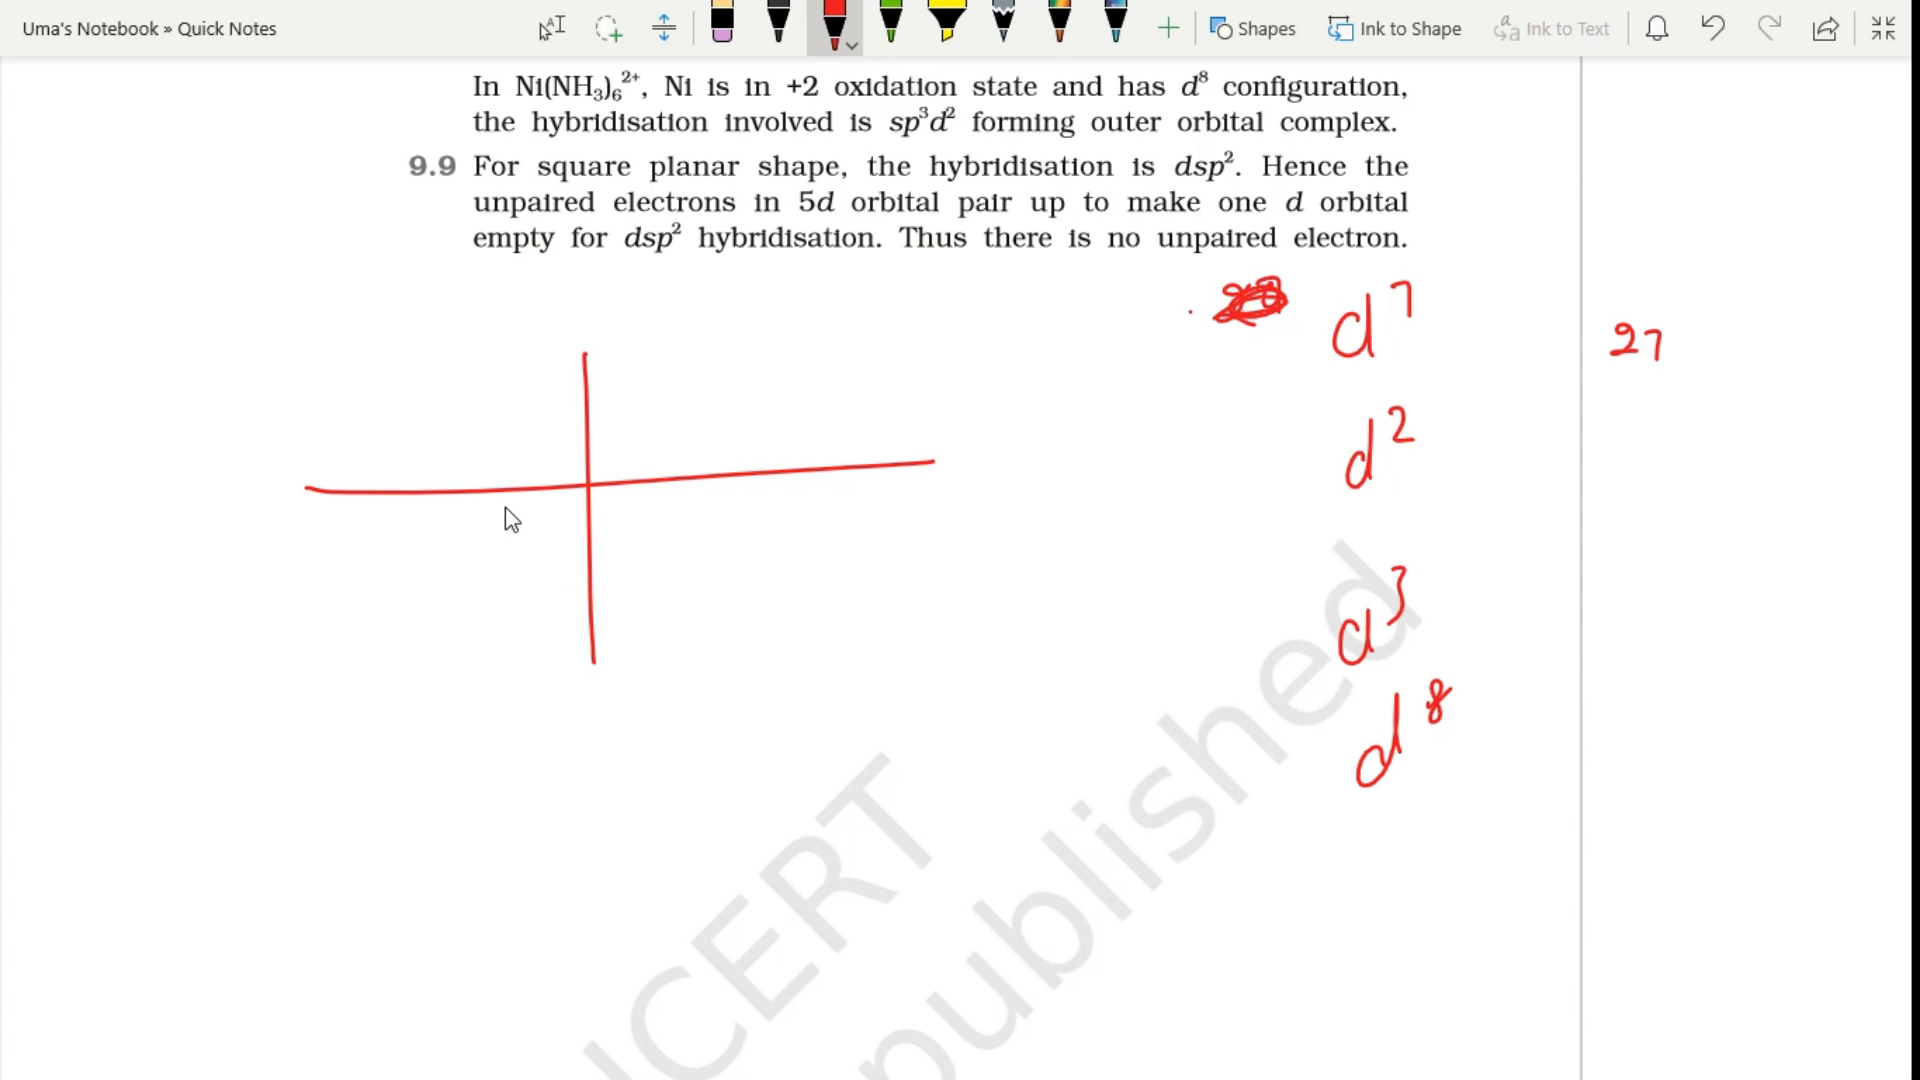 Uma's Notebook » Quick Notes
Shapes
Ink to Shape
Ink to Text
In Ni(NH₃)₆²⁺, Ni is in +2 oxidation state and has d⁸ configuration,
the hybridisation involved is sp³d² forming outer orbital complex.
9.9 For square planar shape, the hybridisation is dsp². Hence the
unpaired electrons in 5d orbital pair up to make one d orbital
empty for dsp² hybridisation. Thus there is no unpaired electron.
d⁷
27
d²
d³
d⁸
NCERT
published